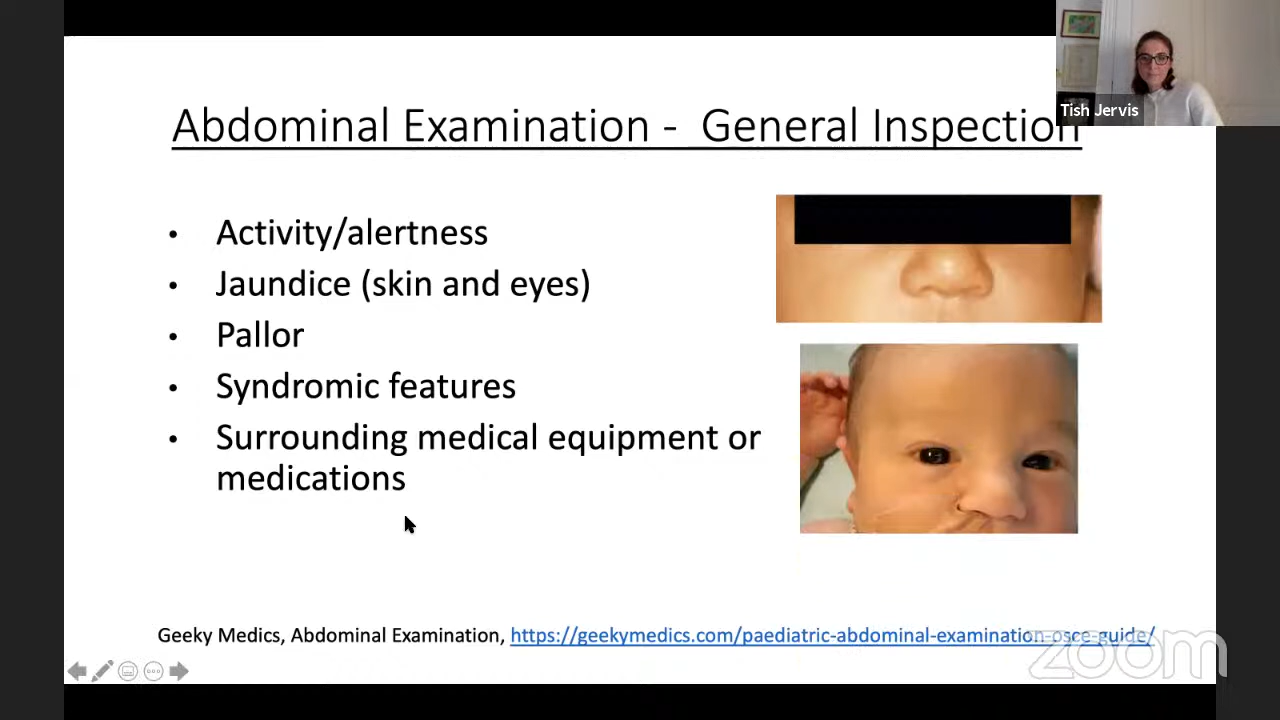 Tish Jervis
Abdominal Examination - General Inspection
• Activity/alertness
• Jaundice (skin and eyes)
• Pallor
• Syndromic features
• Surrounding medical equipment or
medications
Geeky Medics, Abdominal Examination, https://geekymedics.com/paediatric-abdominal-examination-osce-guide/
zoom